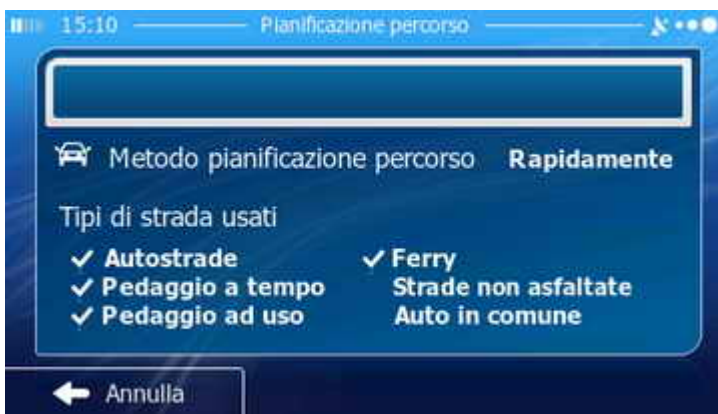 15:10 Pianificazione percorso
Metodo pianificazione percorso Rapidamente
Tipi di strada usati
Autostrade Ferry
Pedaggio a tempo Strade non asfaltate
Pedaggio ad uso Auto in comune
Annulla